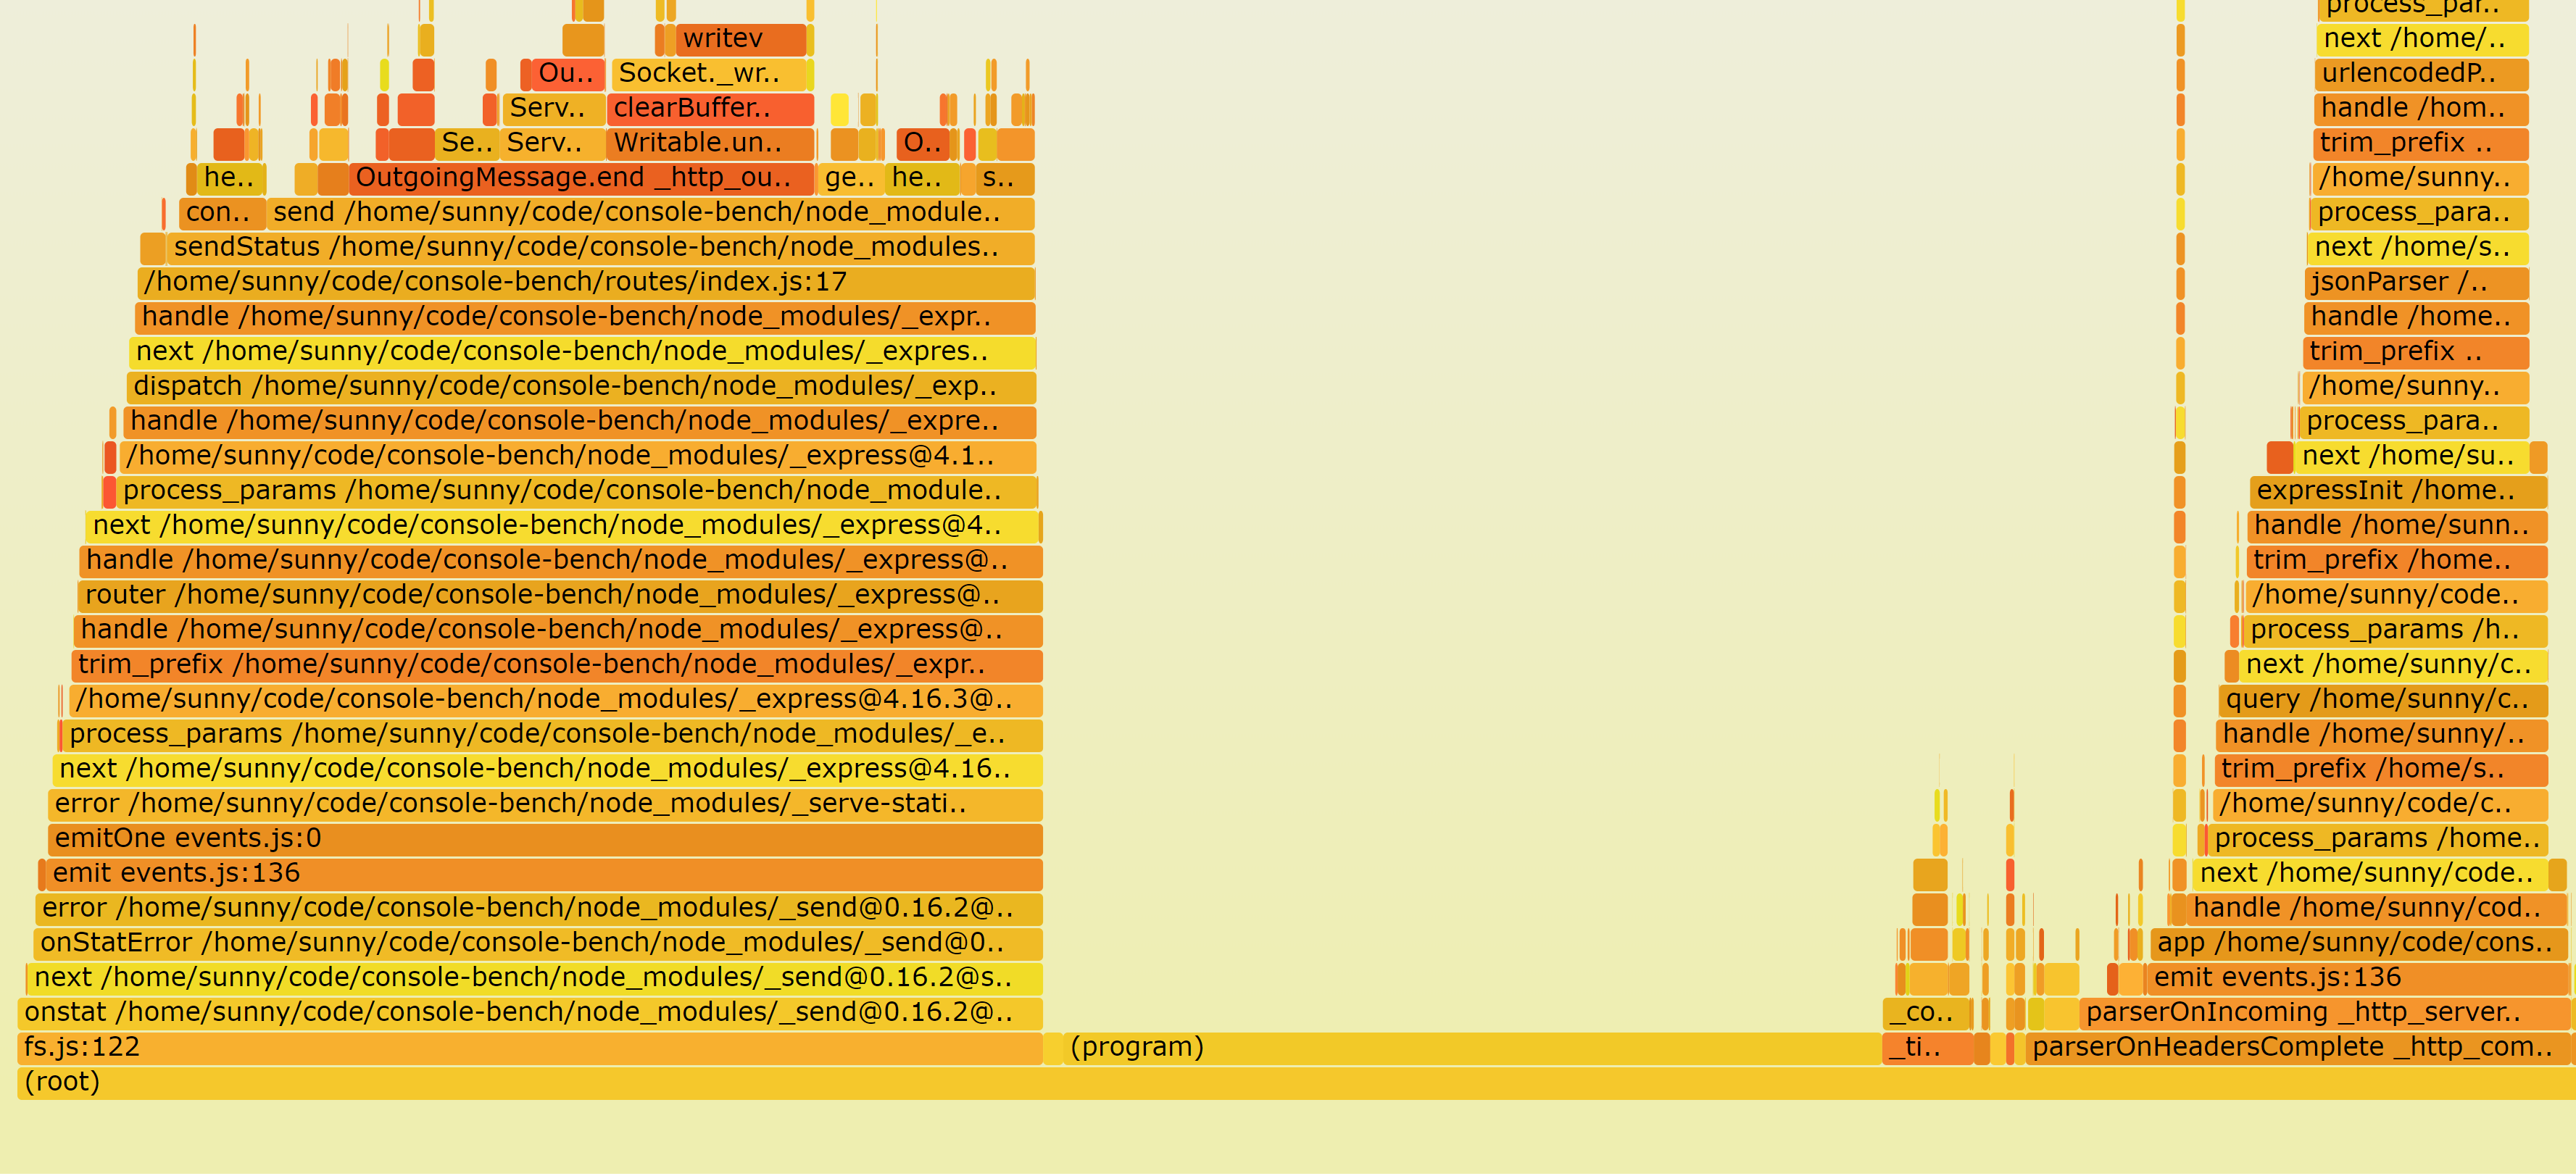 process_par..
writev
next /home/..
Ou..
Socket._wr..
urlencodedP..
Serv..
clearBuffer..
handle /hom..
Se..
Serv..
Writable.un..
O..
trim_prefix ..
he..
OutgoingMessage.end _http_ou..
ge..
he..
s..
/home/sunny..
con..
send /home/sunny/code/console-bench/node_module..
process_para..
sendStatus /home/sunny/code/console-bench/node_modules..
next /home/s..
/home/sunny/code/console-bench/routes/index.js:17
jsonParser /..
handle /home/sunny/code/console-bench/node_modules/_expr..
handle /home..
next /home/sunny/code/console-bench/node_modules/_expres..
trim_prefix ..
dispatch /home/sunny/code/console-bench/node_modules/_exp..
/home/sunny..
handle /home/sunny/code/console-bench/node_modules/_expre..
process_para..
/home/sunny/code/console-bench/node_modules/_express@4.1..
next /home/su..
process_params /home/sunny/code/console-bench/node_module..
expressInit /home..
next /home/sunny/code/console-bench/node_modules/_express@4..
handle /home/sunn..
handle /home/sunny/code/console-bench/node_modules/_express@..
trim_prefix /home..
router /home/sunny/code/console-bench/node_modules/_express@..
/home/sunny/code..
handle /home/sunny/code/console-bench/node_modules/_express@..
process_params /h..
trim_prefix /home/sunny/code/console-bench/node_modules/_expr..
next /home/sunny/c..
/home/sunny/code/console-bench/node_modules/_express@4.16.3@..
query /home/sunny/c..
process_params /home/sunny/code/console-bench/node_modules/_e..
handle /home/sunny/..
next /home/sunny/code/console-bench/node_modules/_express@4.16..
trim_prefix /home/s..
error /home/sunny/code/console-bench/node_modules/_serve-stati..
/home/sunny/code/c..
emitOne events.js:0
process_params /home..
emit events.js:136
next /home/sunny/code..
error /home/sunny/code/console-bench/node_modules/_send@0.16.2@..
handle /home/sunny/cod..
onStatError /home/sunny/code/console-bench/node_modules/_send@0..
app /home/sunny/code/cons..
next /home/sunny/code/console-bench/node_modules/_send@0.16.2@s..
emit events.js:136
onstat /home/sunny/code/console-bench/node_modules/_send@0.16.2@..
_co..
parserOnIncoming _http_server..
fs.js:122
(program)
_ti..
parserOnHeadersComplete _http_com..
(root)